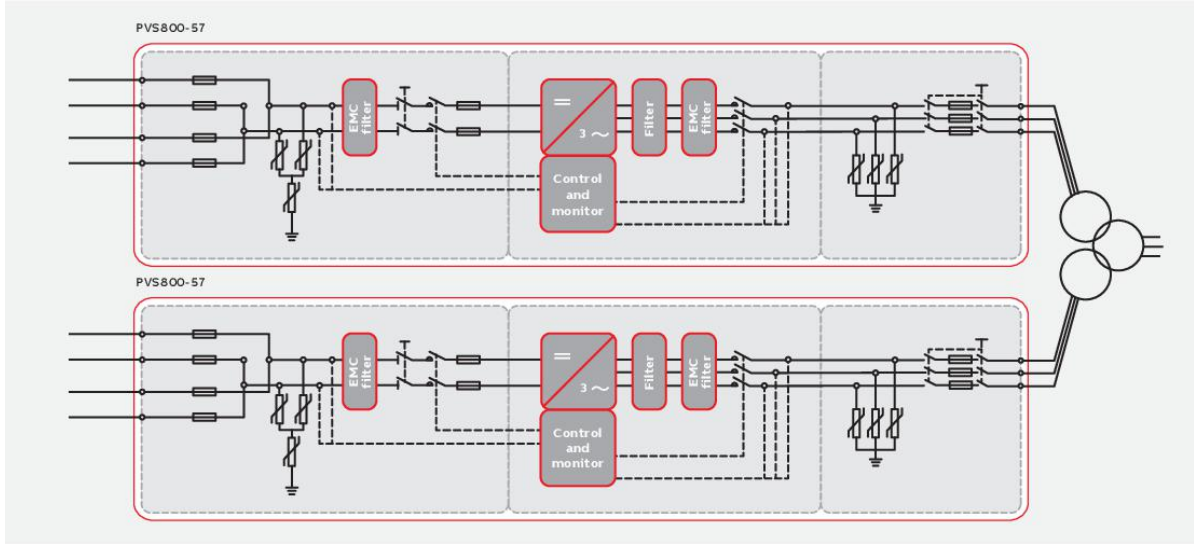 PVS800-57
EMC
filter
3 ~
Filter
EMC
filter
Control
and
monitor
PVS800-57
EMC
filter
3 ~
Filter
EMC
filter
Control
and
monitor